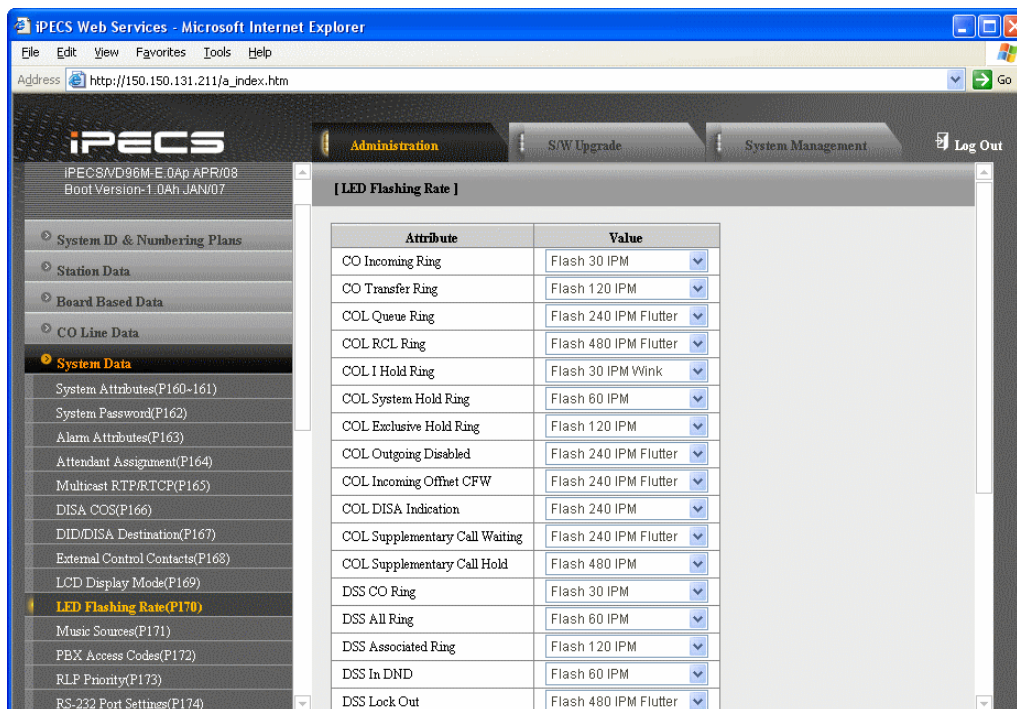 iPECS Web Services - Microsoft Internet Explorer
File Edit View Favorites Tools Help
Address http://150.150.131.211/a_index.htm Go
iPECS
Administration S/W Upgrade System Management Log Out
iPECS/VD96M-E.0Ap APR/08
Boot Version-1.0Ah JAN/07
[ LED Flashing Rate ]
System ID & Numbering Plans
Station Data
Board Based Data
CO Line Data
System Data
System Attributes(P160~161)
System Password(P162)
Alarm Attributes(P163)
Attendant Assignment(P164)
Multicast RTP/RTCP(P165)
DISA COS(P166)
DID/DISA Destination(P167)
External Control Contacts(P168)
LCD Display Mode(P169)
LED Flashing Rate(P170)
Music Sources(P171)
PBX Access Codes(P172)
RLP Priority(P173)
RS-232 Port Settings(P174)
Attribute Value
CO Incoming Ring Flash 30 IPM
CO Transfer Ring Flash 120 IPM
COL Queue Ring Flash 240 IPM Flutter
COL RCL Ring Flash 480 IPM Flutter
COL I Hold Ring Flash 30 IPM Wink
COL System Hold Ring Flash 60 IPM
COL Exclusive Hold Ring Flash 120 IPM
COL Outgoing Disabled Flash 240 IPM Flutter
COL Incoming Offnet CFW Flash 240 IPM Flutter
COL DISA Indication Flash 240 IPM
COL Supplementary Call Waiting Flash 240 IPM Flutter
COL Supplementary Call Hold Flash 480 IPM
DSS CO Ring Flash 30 IPM
DSS All Ring Flash 60 IPM
DSS Associated Ring Flash 120 IPM
DSS In DND Flash 60 IPM
DSS Lock Out Flash 480 IPM Flutter